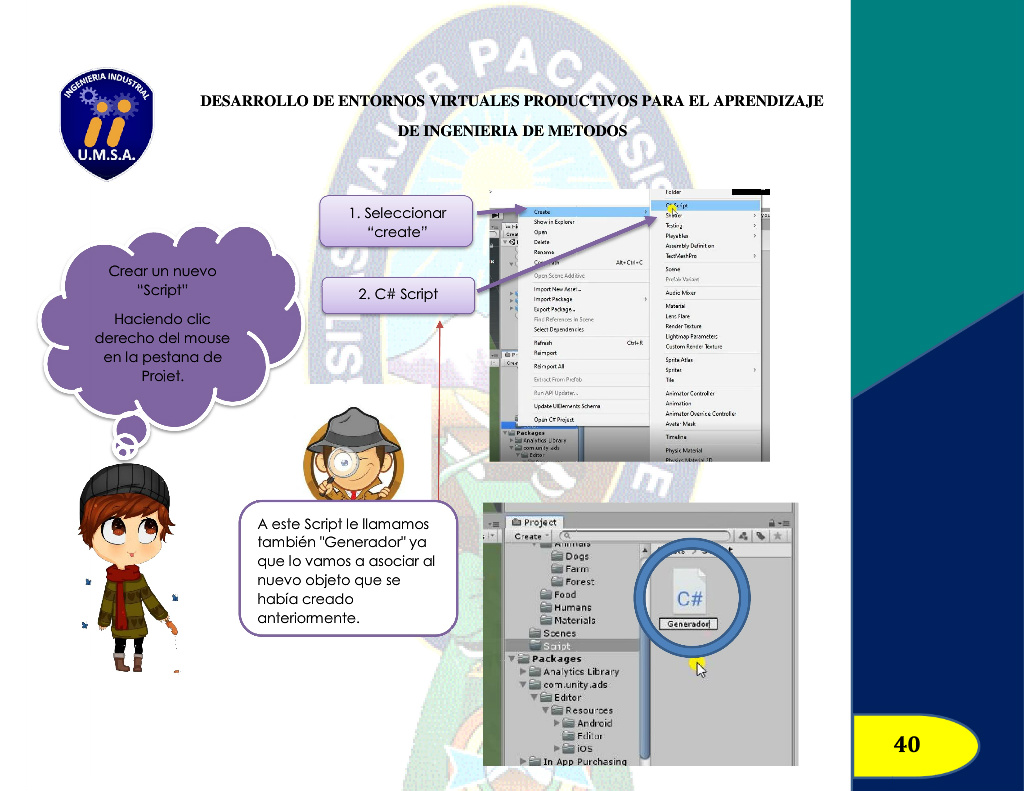 INGENIERIA INDUSTRIAL
U.M.S.A.
MAJOR PACENSIS
DESARROLLO DE ENTORNOS VIRTUALES PRODUCTIVOS PARA EL APRENDIZAJE
DE INGENIERIA DE METODOS
1. Seleccionar
“create”
2. C# Script
Crear un nuevo
"Script"
Haciendo clic
derecho del mouse
en la pestana de
Projet.
Create
Show in Explorer
Open
Delete
Rename
Alt+Ctrl+C
Open Scene Additive
Import New Asset...
Import Package
Export Package...
Find References In Scene
Select Dependencies
Refresh Ctrl+R
Reimport
Reimport All
Extract From Prefab
Run API Updater...
Update UIElements Schema
Open C# Project
Packages
Analytics Library
com.unity.ads
Editor
Folder
Shader
Testing
Playables
Assembly Definition
TextMeshPro
Scene
Prefab Variant
Audio Mixer
Material
Lens Flare
Render Texture
Lightmap Parameters
Custom Render Texture
Sprite Atlas
Sprites
Tile
Animator Controller
Animation
Animator Override Controller
Avatar Mask
Timeline
Physic Material
Physics Material 2D
A este Script le llamamos
también "Generador" ya
que lo vamos a asociar al
nuevo objeto que se
había creado
anteriormente.
Project
Create
Animals
Dogs
Farm
Forest
Food
Humans
Materials
Scenes
Script
Packages
Analytics Library
com.unity.ads
Editor
Resources
Android
Editor
iOS
In App Purchasing
C#
Generador
40